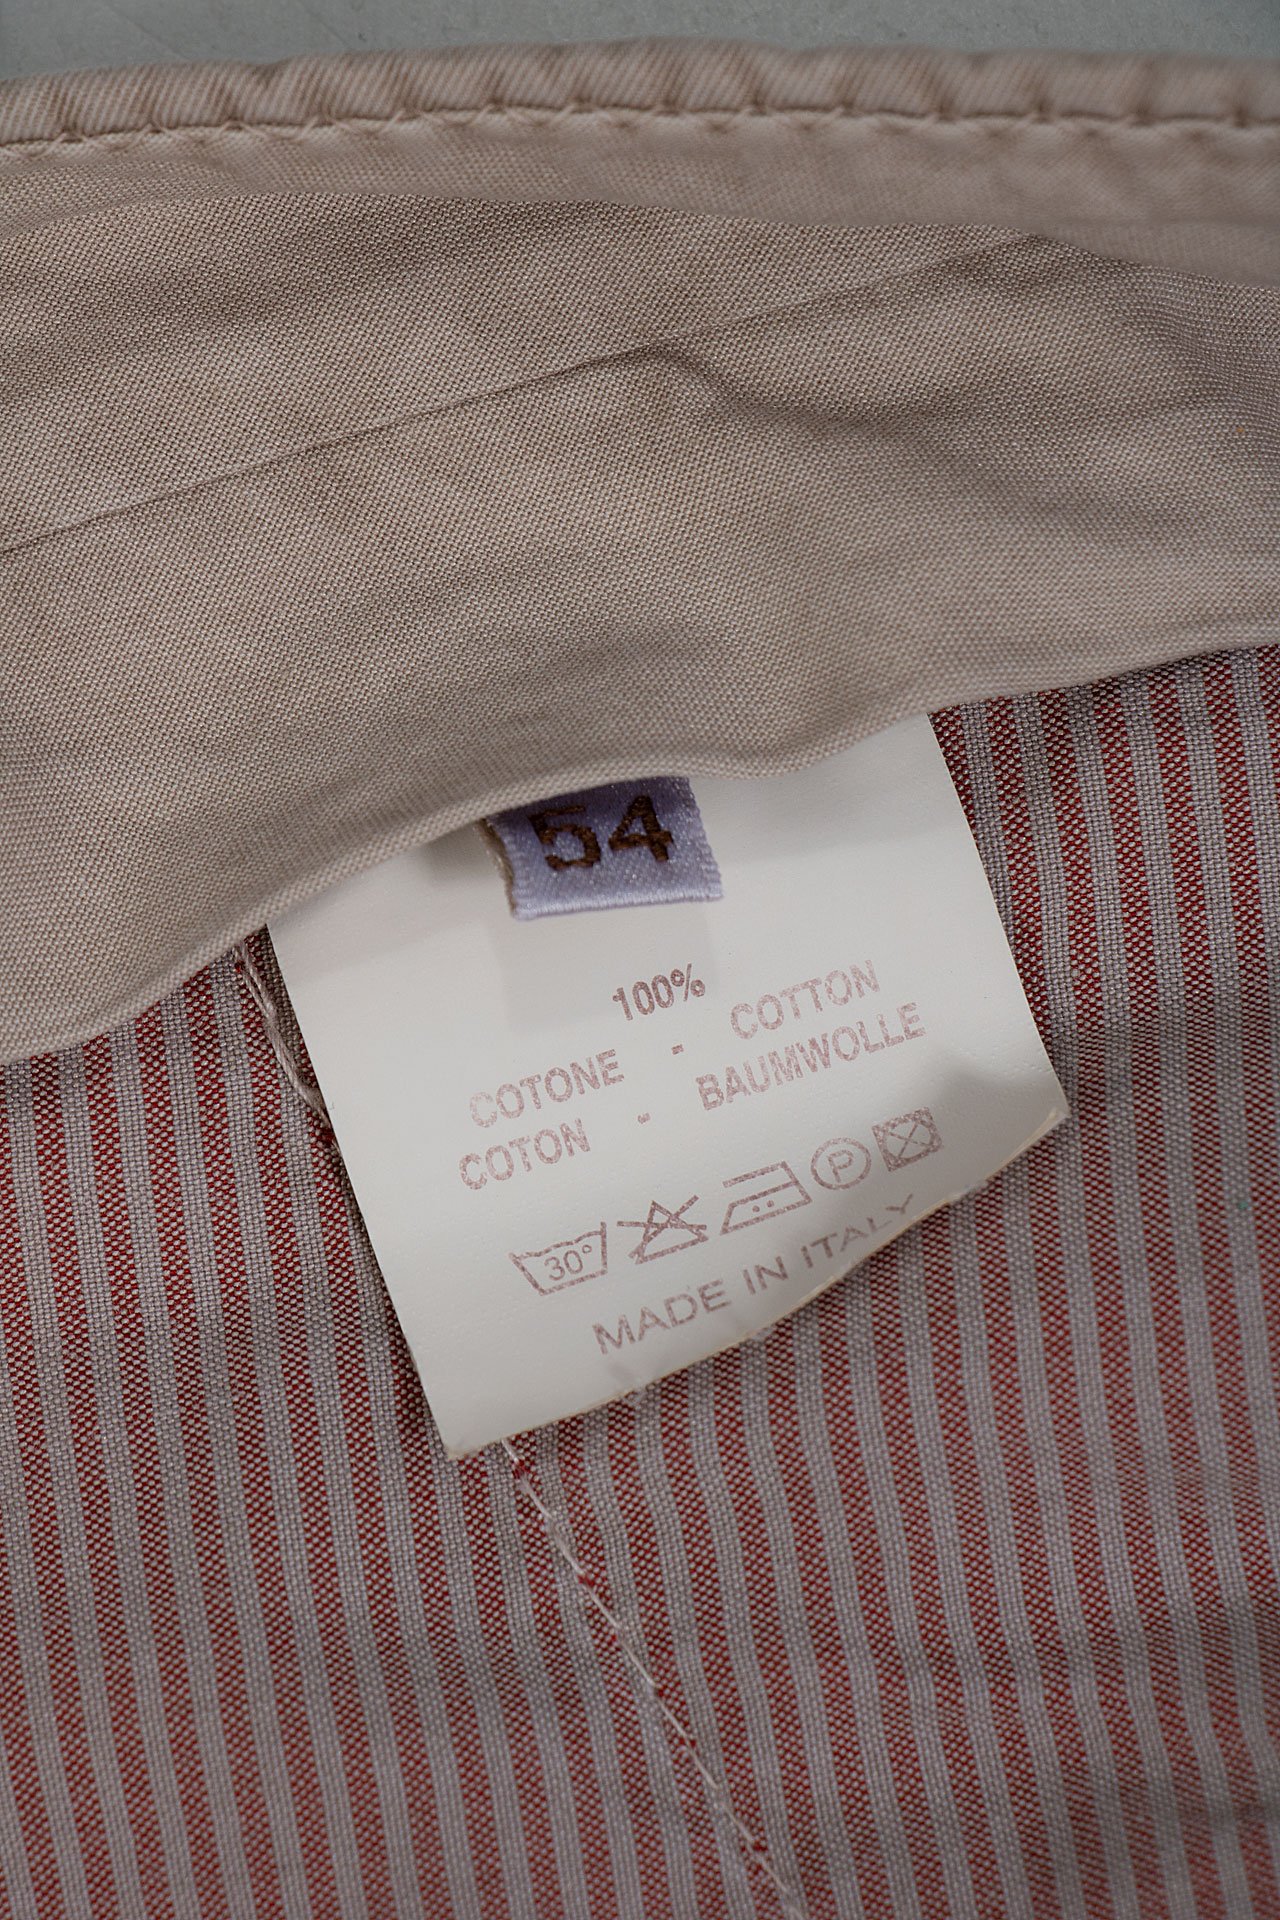 54
100%
COTONE - COTTON
COTON - BAUMWOLLE
30° P
MADE IN ITALY